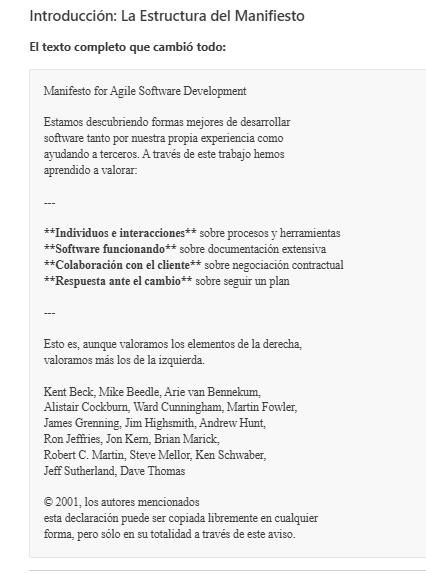 Introducción: La Estructura del Manifiesto
El texto completo que cambió todo:
Manifesto for Agile Software Development
Estamos descubriendo formas mejores de desarrollar
software tanto por nuestra propia experiencia como
ayudando a terceros. A través de este trabajo hemos
aprendido a valorar:
---
**Individuos e interacciones** sobre procesos y herramientas
**Software funcionando** sobre documentación extensiva
**Colaboración con el cliente** sobre negociación contractual
**Respuesta ante el cambio** sobre seguir un plan
---
Esto es, aunque valoramos los elementos de la derecha,
valoramos más los de la izquierda.
Kent Beck, Mike Beedle, Arie van Bennekum,
Alistair Cockburn, Ward Cunningham, Martin Fowler,
James Grenning, Jim Highsmith, Andrew Hunt,
Ron Jeffries, Jon Kern, Brian Marick,
Robert C. Martin, Steve Mellor, Ken Schwaber,
Jeff Sutherland, Dave Thomas
© 2001, los autores mencionados
esta declaración puede ser copiada libremente en cualquier
forma, pero sólo en su totalidad a través de este aviso.